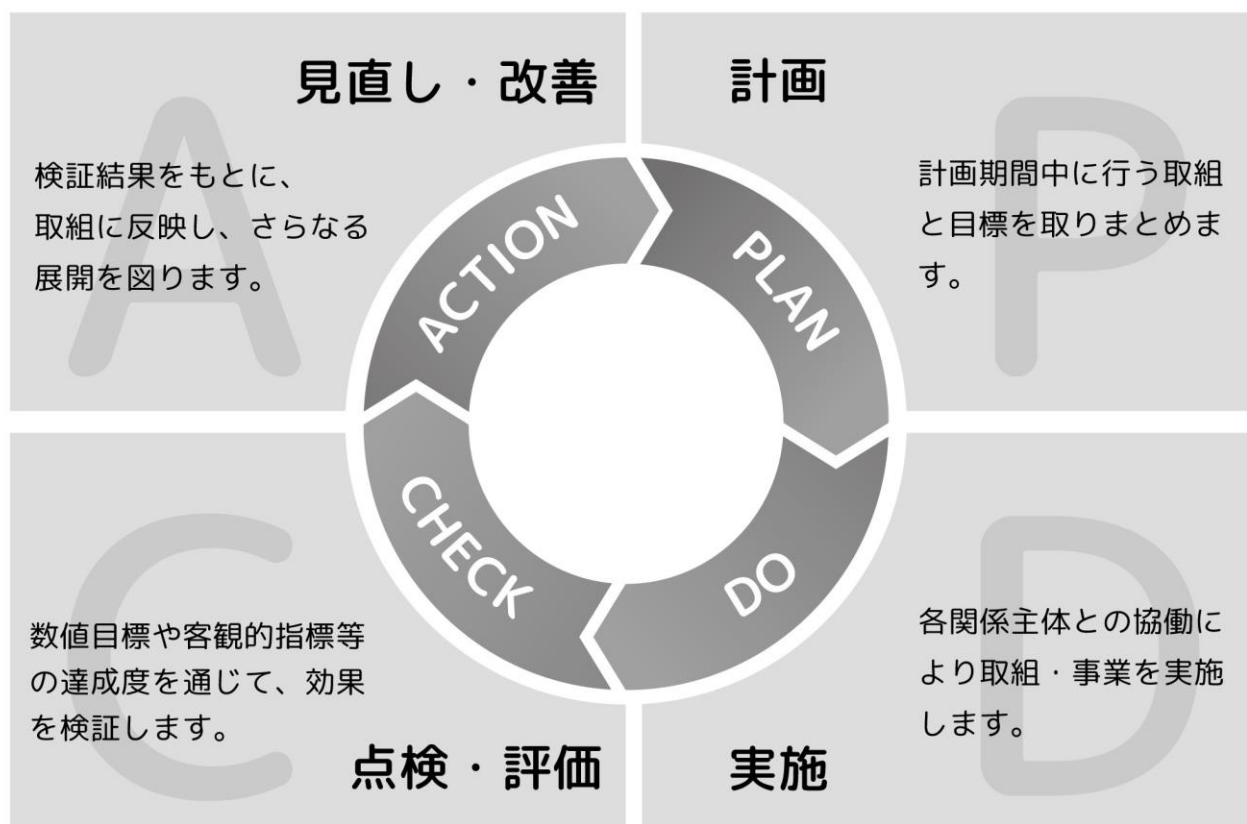 見直し・改善
A
検証結果をもとに、
取組に反映し、さらなる
展開を図ります。
ACTION
計画
P
計画期間中に行う取組
と目標を取りまとめま
す。
PLAN
C
CHECK
数値目標や客観的指標等
の達成度を通じて、効果
を検証します。
点検・評価
D
DO
各関係主体との協働に
より取組・事業を実施
します。
実施